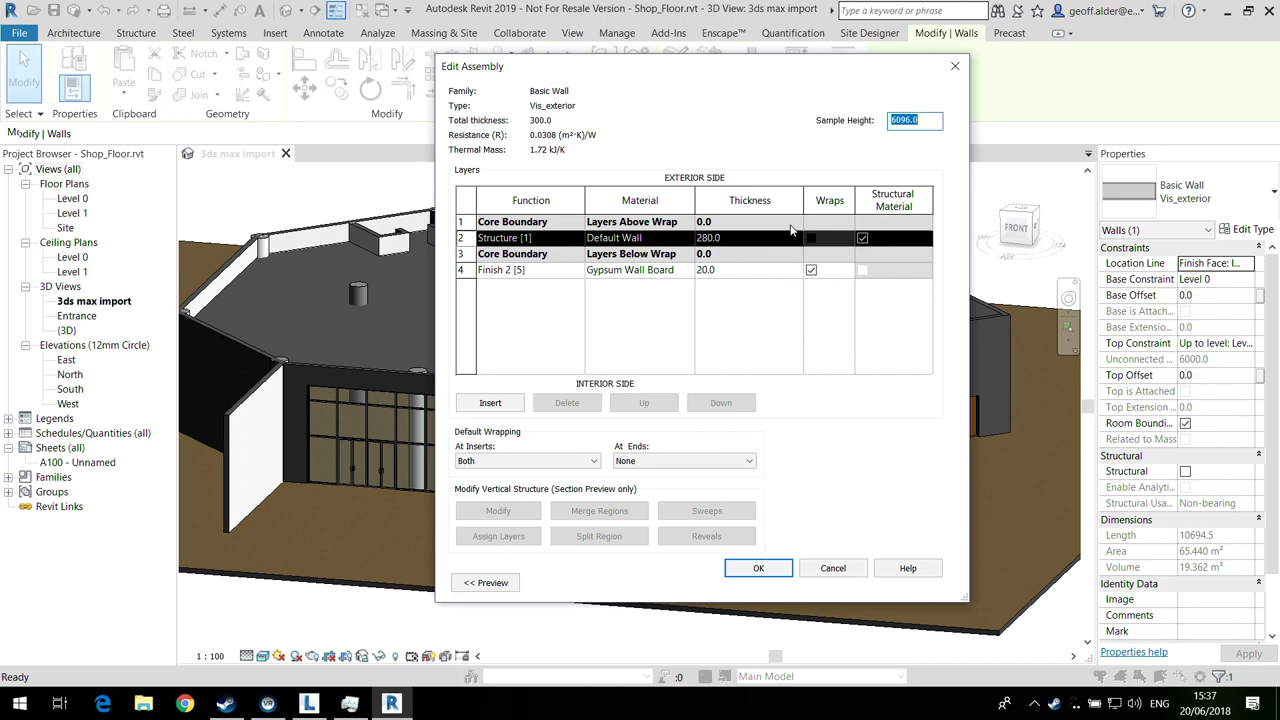 Autodesk Revit 2019 - Not For Resale Version - Shop_Floor.rvt - 3D View: 3ds max import
Type a keyword or phrase
geoff.alder@e...
File
Architecture
Structure
Steel
Systems
Insert
Annotate
Analyze
Massing & Site
Collaborate
View
Manage
Add-Ins
Enscape™
Quantification
Site Designer
Modify | Walls
Precast
Modify
Paste
Notch
Cut
Join
Select
Properties
Clipboard
Geometry
Modify
Modify | Walls
Project Browser - Shop_Floor.rvt
Views (all)
Floor Plans
Level 0
Level 1
Site
Ceiling Plans
Level 0
Level 1
3D Views
3ds max import
Entrance
{3D}
Elevations (12mm Circle)
East
North
South
West
Legends
Schedules/Quantities (all)
Sheets (all)
A100 - Unnamed
Families
Groups
Revit Links
3ds max import
FRONT
Edit Assembly
Family:
Basic Wall
Type:
Vis_exterior
Total thickness:
300.0
Sample Height:
6096.0
Resistance (R):
0.0308 (m²·K)/W
Thermal Mass:
1.72 kJ/K
Layers
EXTERIOR SIDE
Function
Material
Thickness
Wraps
Structural Material
1 Core Boundary Layers Above Wrap 0.0
2 Structure [1] Default Wall 280.0
3 Core Boundary Layers Below Wrap 0.0
4 Finish 2 [5] Gypsum Wall Board 20.0
INTERIOR SIDE
Insert
Delete
Up
Down
Default Wrapping
At Inserts:
At Ends:
Both
None
Modify Vertical Structure (Section Preview only)
Modify
Merge Regions
Sweeps
Assign Layers
Split Region
Reveals
OK
Cancel
Help
<< Preview
Properties
Basic Wall
Vis_exterior
Walls (1)
Edit Type
Constraints
Location Line Finish Face: I...
Base Constraint Level 0
Base Offset 0.0
Base is Attach...
Base Extension...
Top Constraint Up to level: Lev...
Unconnected ... 6000.0
Top Offset 0.0
Top is Attached
Top Extension ...
Room Boundi...
Related to Mass
Structural
Structural
Enable Analyti...
Structural Usa... Non-bearing
Dimensions
Length 10694.5
Area 65.440 m²
Volume 19.362 m³
Identity Data
Image
Comments
Mark
Properties help
Apply
1 : 100
Ready
:0
Main Model
:1
ENG
15:37
20/06/2018